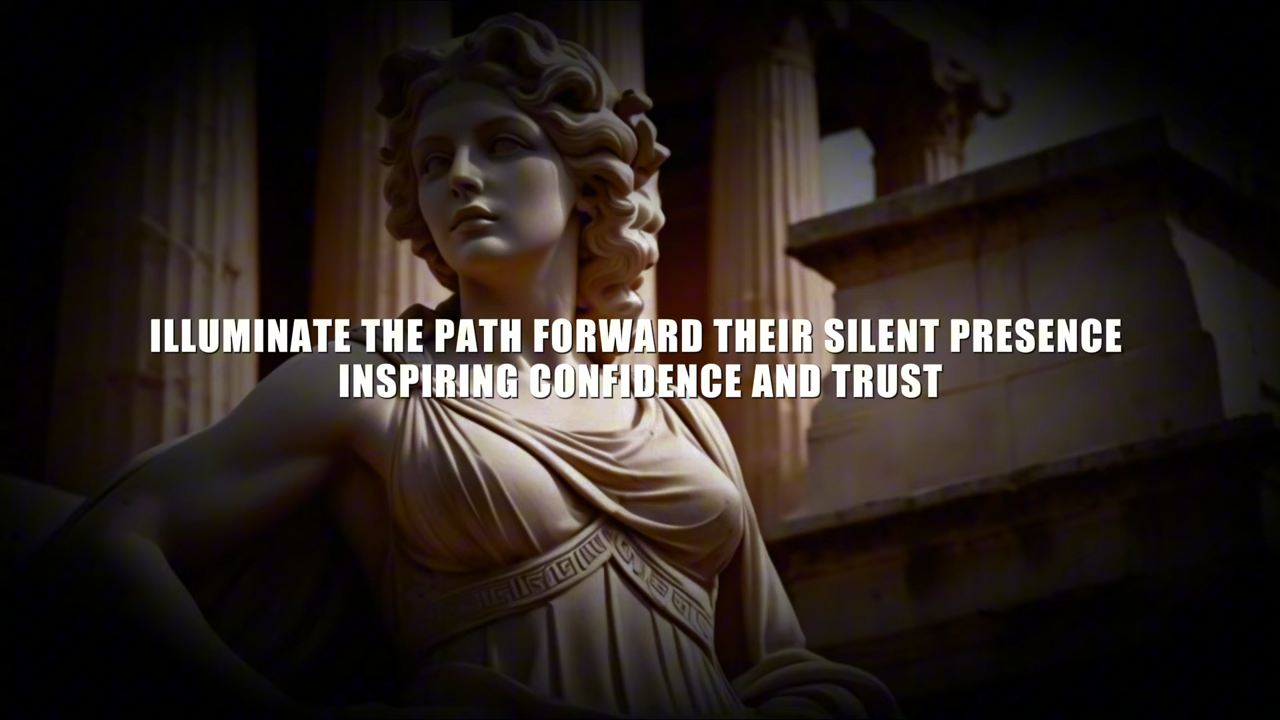 ILLUMINATE THE PATH FORWARD THEIR SILENT PRESENCE
INSPIRING CONFIDENCE AND TRUST